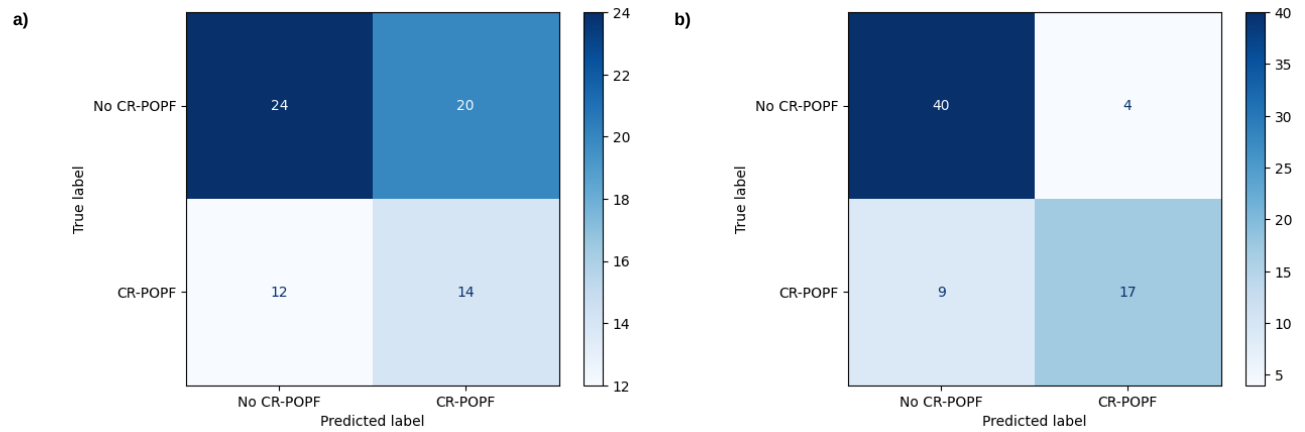 a)
No CR-POPF
CR-POPF
True label
24
20
12
14
No CR-POPF
CR-POPF
Predicted label
24
22
20
18
16
14
12
b)
No CR-POPF
CR-POPF
True label
40
4
9
17
No CR-POPF
CR-POPF
Predicted label
40
35
30
25
20
15
10
5